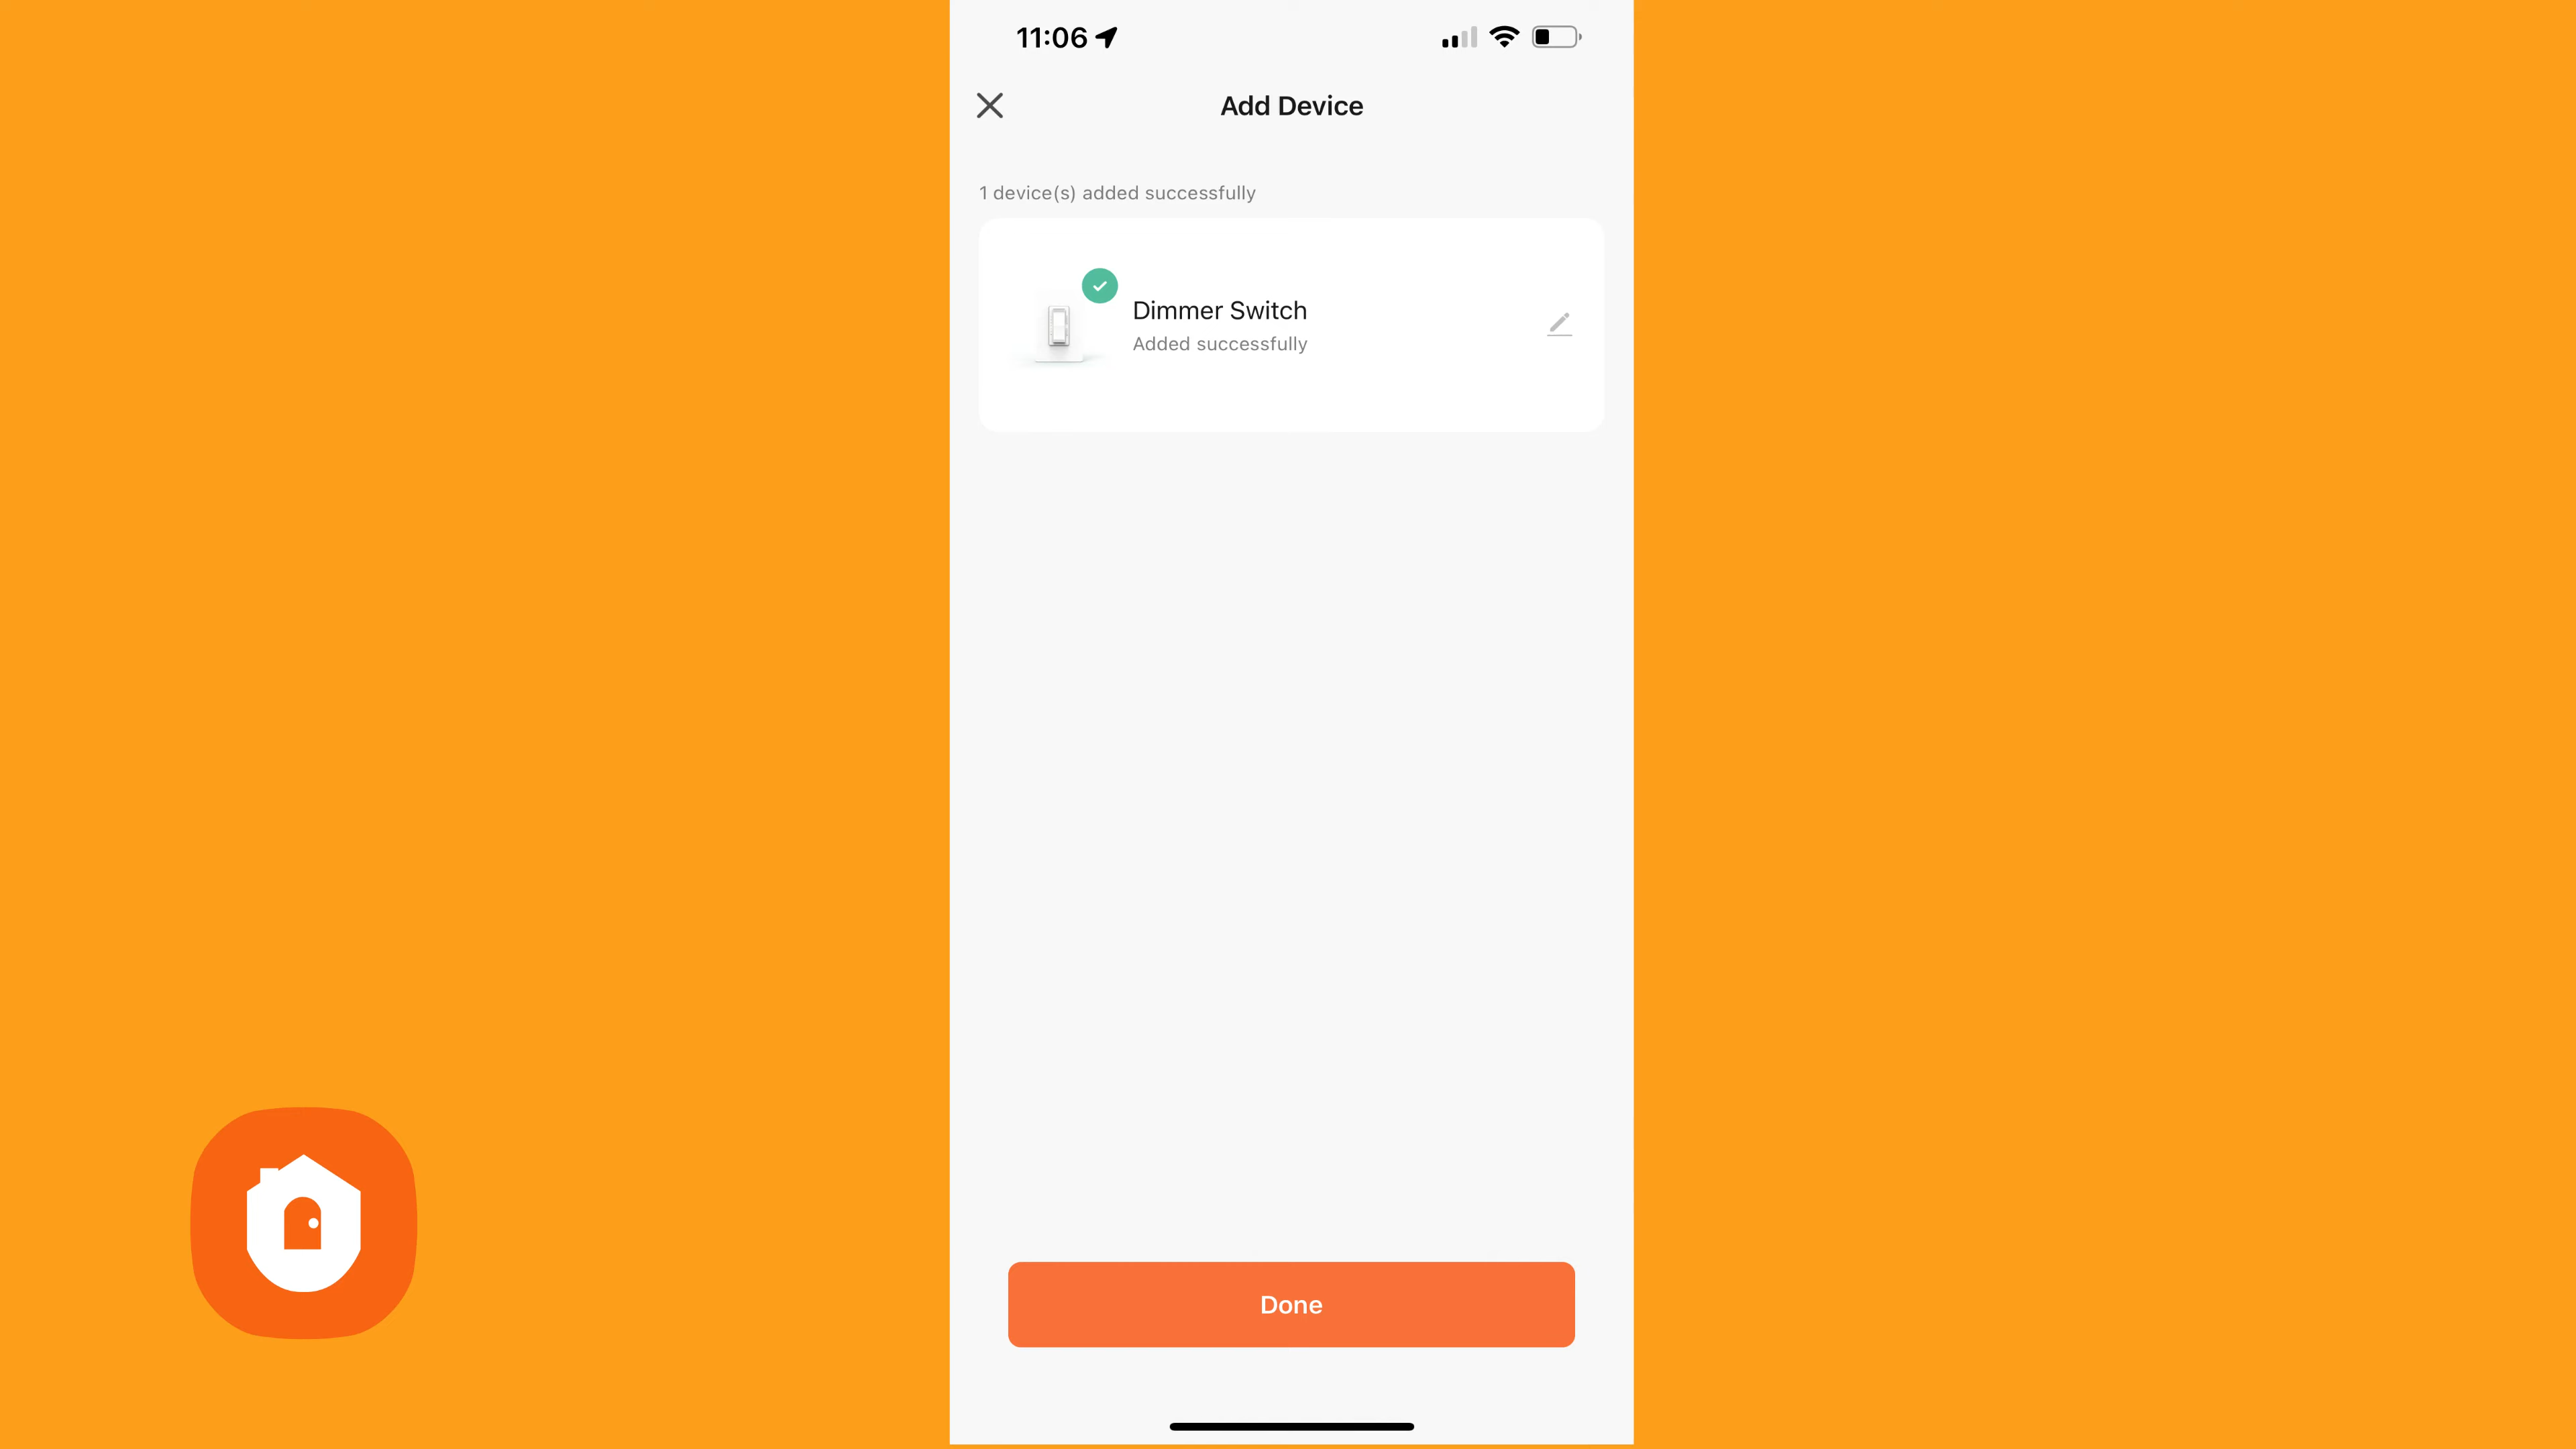 11:06
Add Device
1 device(s) added successfully
Dimmer Switch
Added successfully
Done